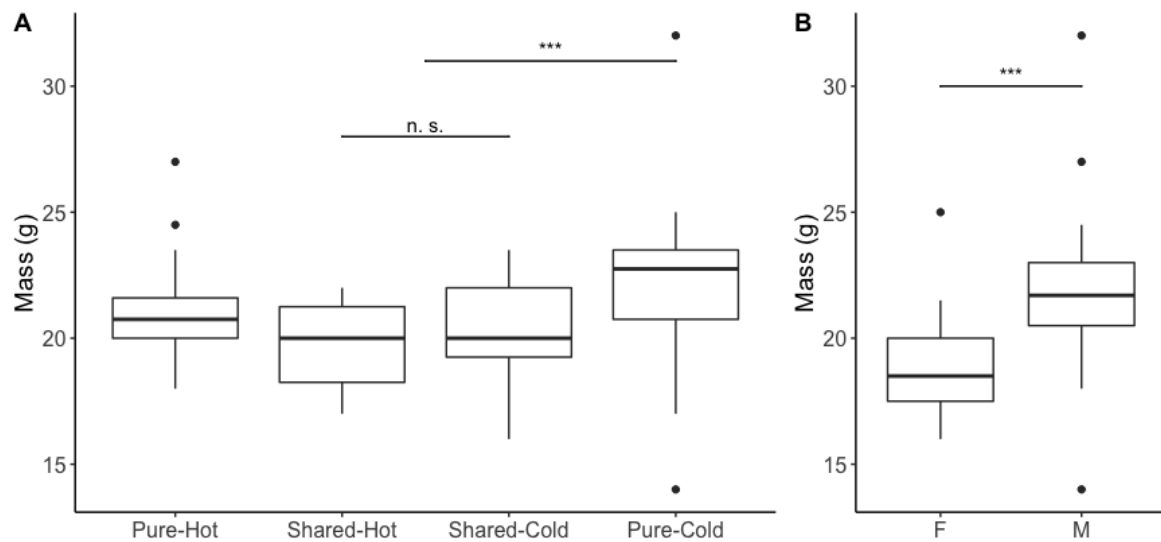 A
Mass (g)
30
25
20
15
***
n. s.
Pure-Hot Shared-Hot Shared-Cold Pure-Cold
B
Mass (g)
30
25
20
15
***
F M